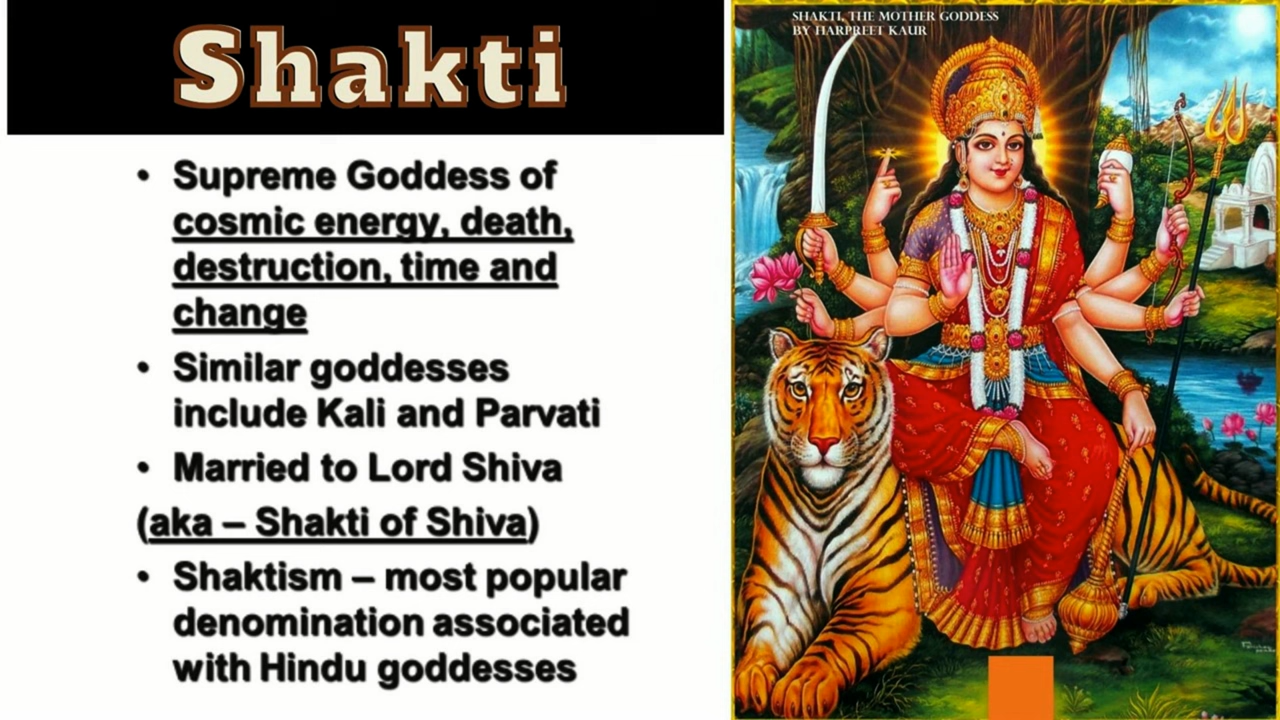 Shakti
• Supreme Goddess of
cosmic energy, death,
destruction, time and
change
• Similar goddesses
include Kali and Parvati
• Married to Lord Shiva
(aka – Shakti of Shiva)
• Shaktism – most popular
denomination associated
with Hindu goddesses
SHAKTI, THE MOTHER GODDESS
BY HARPREET KAUR